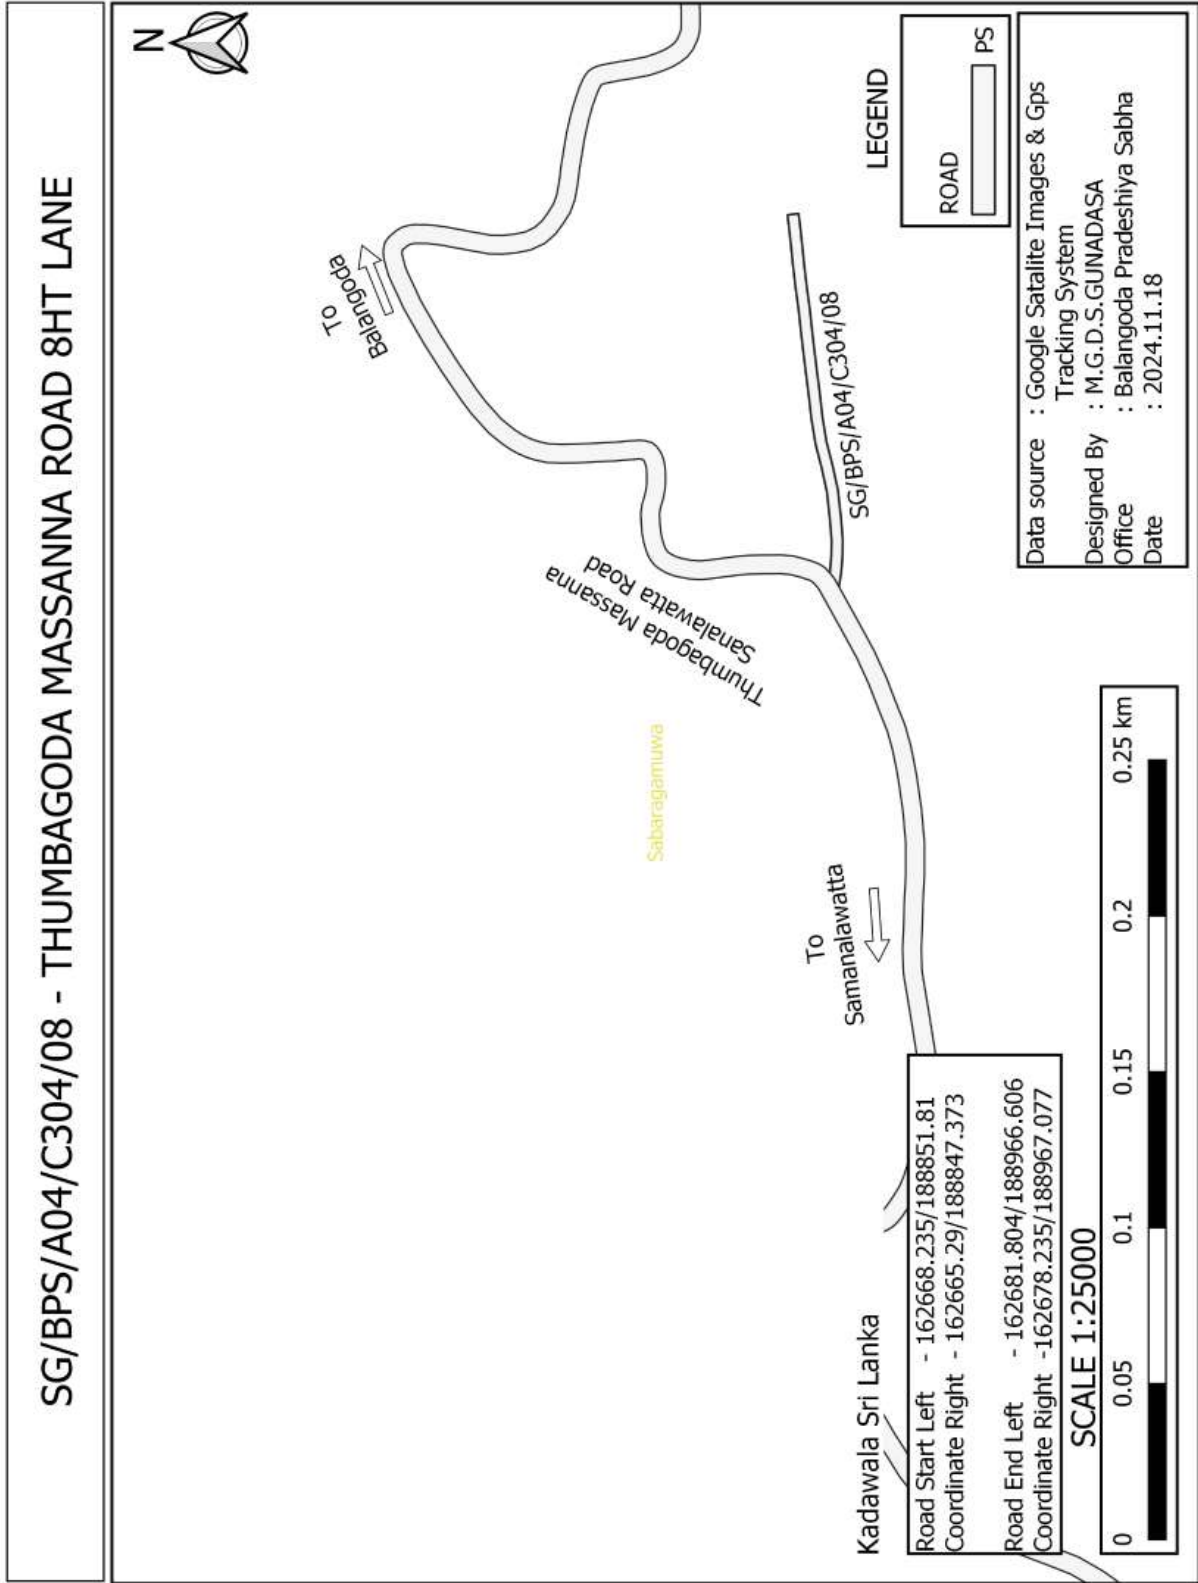 SG/BPS/A04/C304/08 - THUMBAGODA MASSANNA ROAD 8HT LANE
N
To
Balangoda
Thumbagoda Massanna
Sanalawatta Road
SG/BPS/A04/C304/08
Sabaragamuwa
To
Samanalawatta
Kadawala Sri Lanka
Road Start Left - 162668.235/188851.81
Coordinate Right - 162665.29/188847.373
Road End Left - 162681.804/188966.606
Coordinate Right -162678.235/188967.077
SCALE 1:25000
0 0.05 0.1 0.15 0.2 0.25 km
LEGEND
ROAD
PS
Data source : Google Satalite Images & Gps
Tracking System
Designed By : M.G.D.S.GUNADASA
Office : Balangoda Pradeshiya Sabha
Date : 2024.11.18